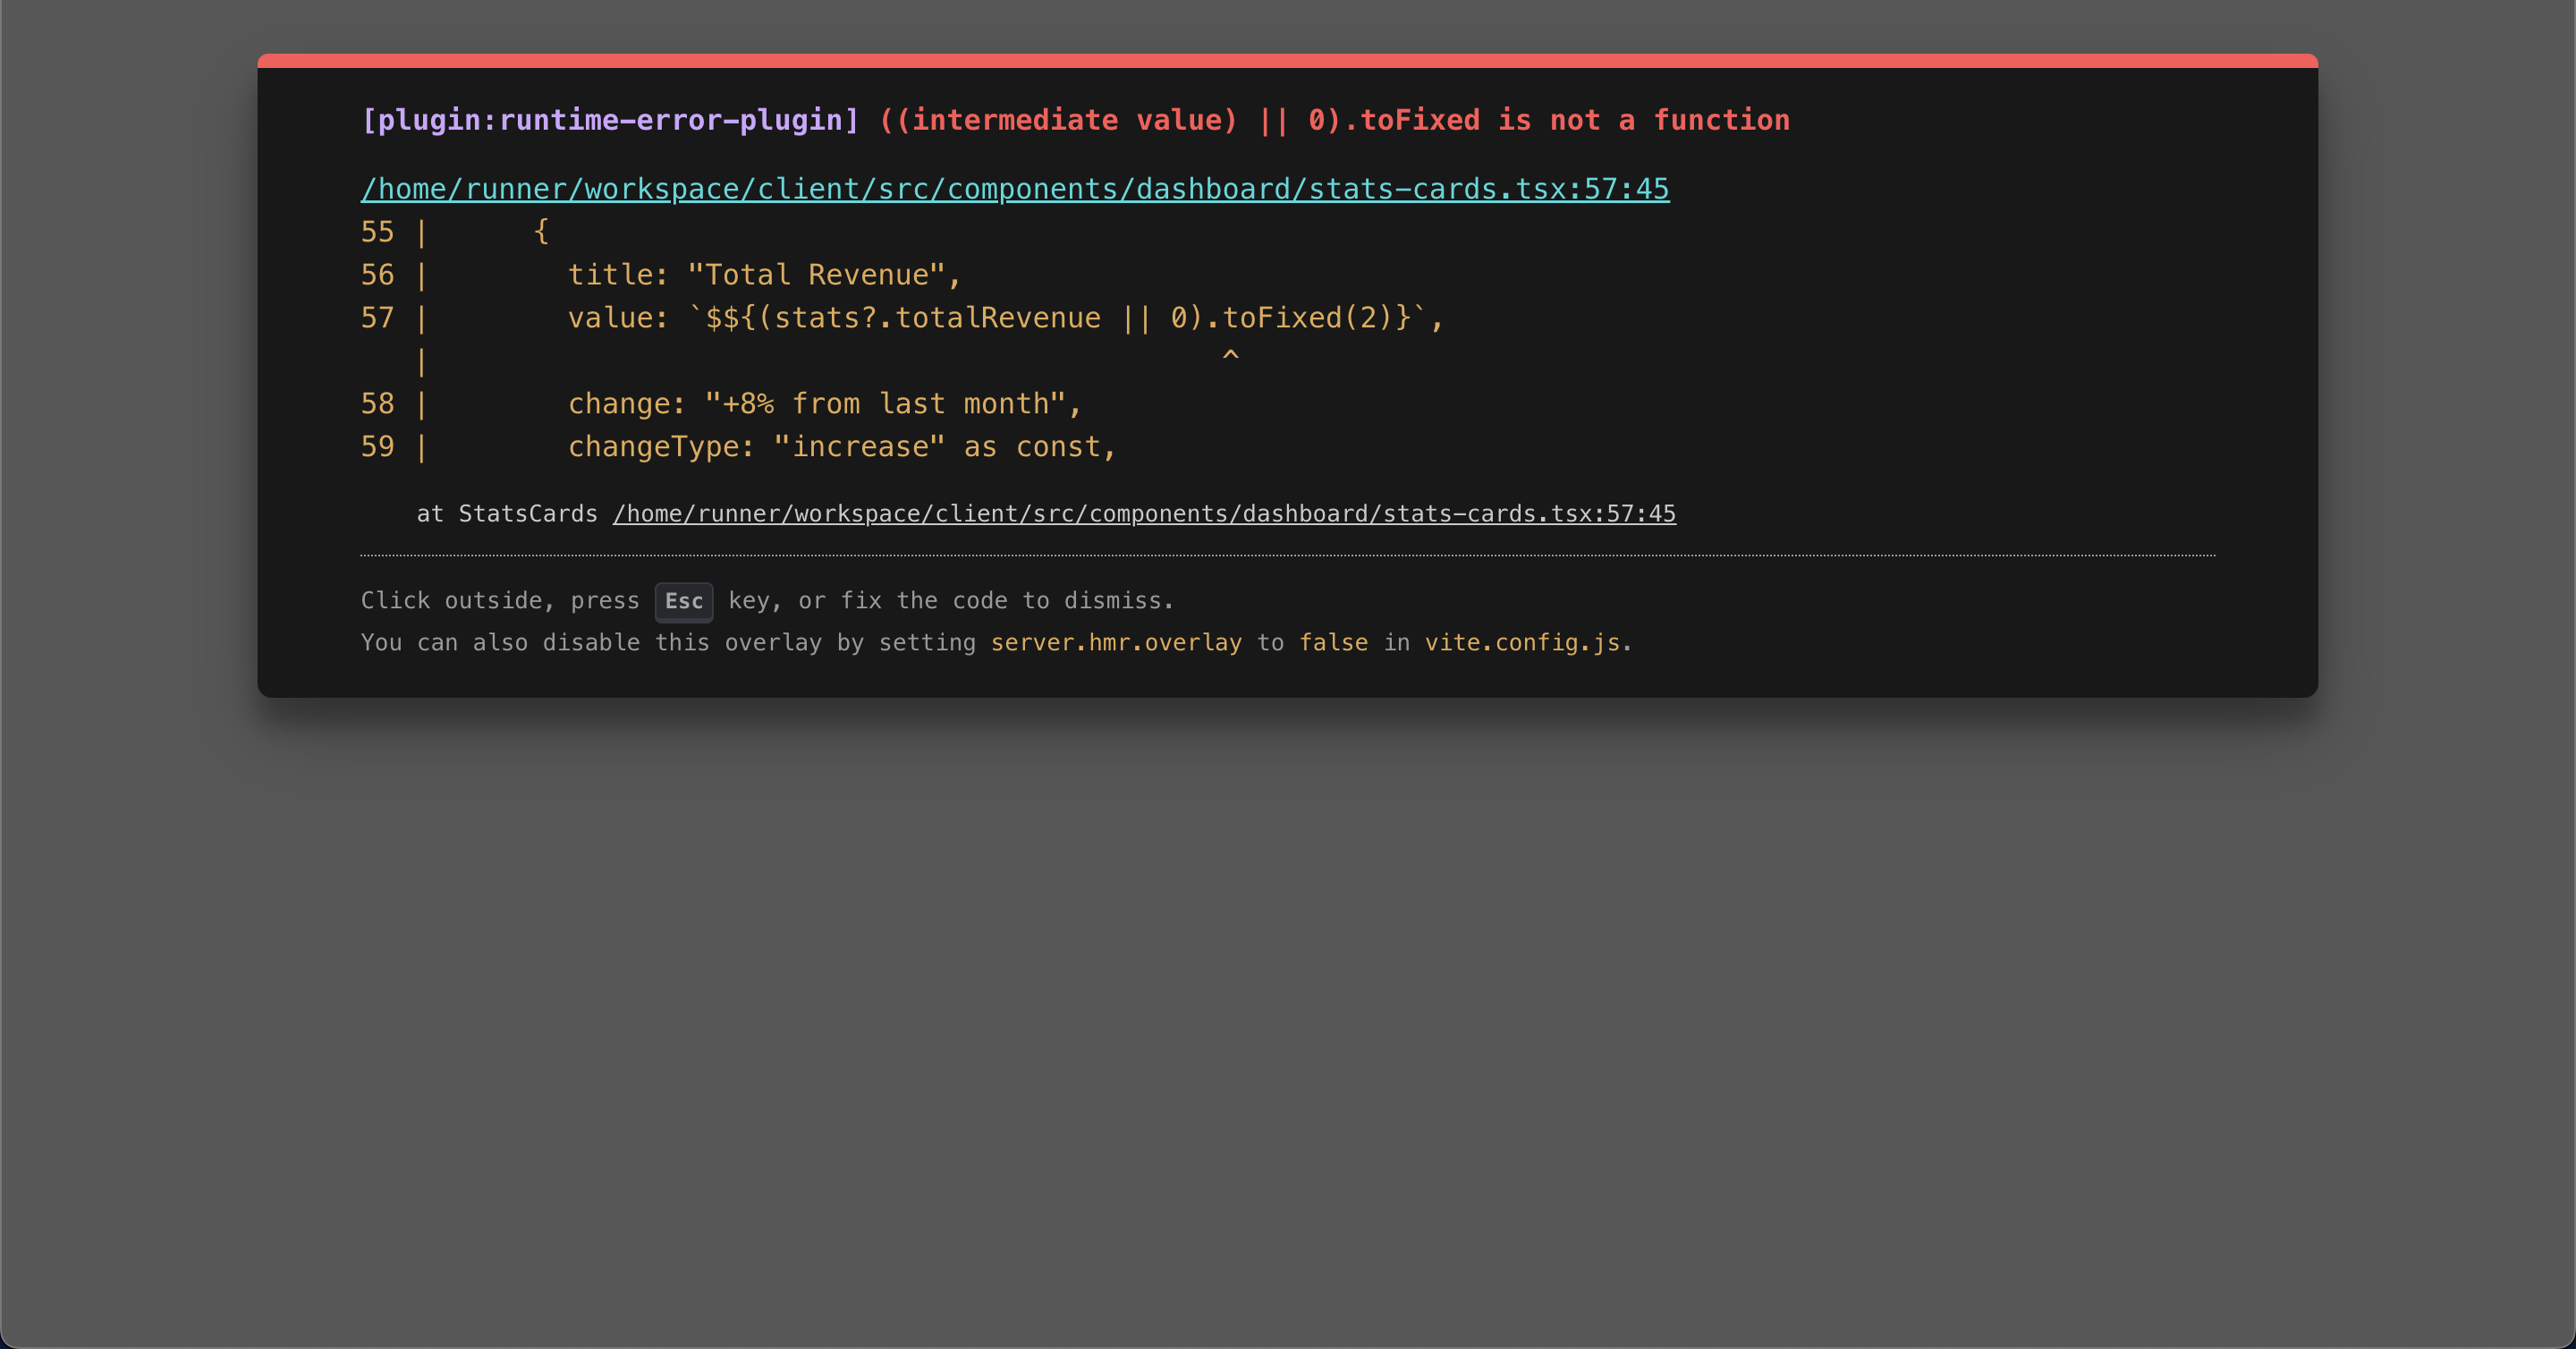 [plugin:runtime-error-plugin] ((intermediate value) || 0).toFixed is not a function
/home/runner/workspace/client/src/components/dashboard/stats-cards.tsx:57:45
55 |      {
56 |        title: "Total Revenue",
57 |        value: `$${(stats?.totalRevenue || 0).toFixed(2)}`,
   |                                              ^
58 |        change: "+8% from last month",
59 |        changeType: "increase" as const,
at StatsCards /home/runner/workspace/client/src/components/dashboard/stats-cards.tsx:57:45
Click outside, press Esc key, or fix the code to dismiss.
You can also disable this overlay by setting server.hmr.overlay to false in vite.config.js.